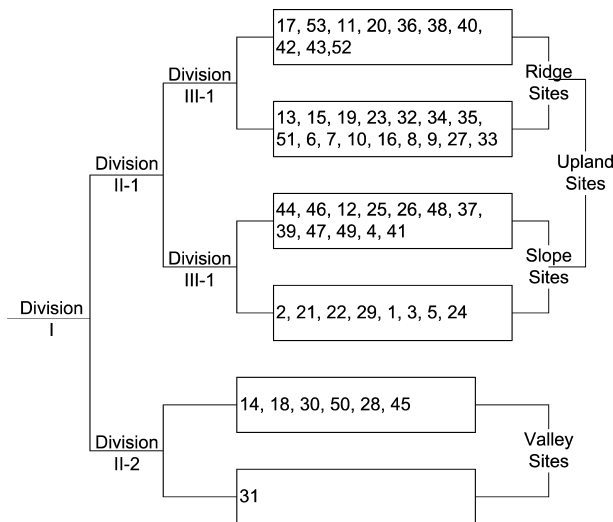 17, 53, 11, 20, 36, 38, 40,
42, 43,52
Division
III-1
Ridge
Sites
13, 15, 19, 23, 32, 34, 35,
51, 6, 7, 10, 16, 8, 9, 27, 33
Division
II-1
Upland
Sites
44, 46, 12, 25, 26, 48, 37,
39, 47, 49, 4, 41
Division
III-1
Slope
Sites
2, 21, 22, 29, 1, 3, 5, 24
Division
I
14, 18, 30, 50, 28, 45
Division
II-2
Valley
Sites
31